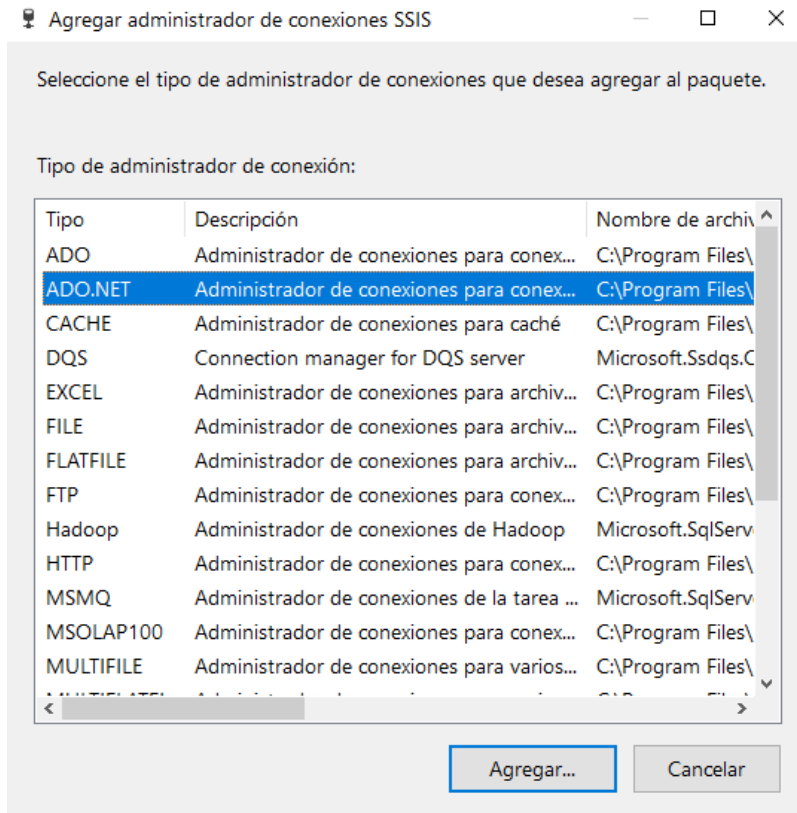 Agregar administrador de conexiones SSIS
Seleccione el tipo de administrador de conexiones que desea agregar al paquete.
Tipo de administrador de conexión:
Tipo Descripción Nombre de archiv
ADO Administrador de conexiones para conex... C:\Program Files\
ADO.NET Administrador de conexiones para conex... C:\Program Files\
CACHE Administrador de conexiones para caché C:\Program Files\
DQS Connection manager for DQS server Microsoft.Ssdqs.C
EXCEL Administrador de conexiones para archiv... C:\Program Files\
FILE Administrador de conexiones para archiv... C:\Program Files\
FLATFILE Administrador de conexiones para archiv... C:\Program Files\
FTP Administrador de conexiones para conex... C:\Program Files\
Hadoop Administrador de conexiones de Hadoop Microsoft.SqlServ
HTTP Administrador de conexiones para conex... C:\Program Files\
MSMQ Administrador de conexiones de la tarea ... Microsoft.SqlServ
MSOLAP100 Administrador de conexiones para conex... C:\Program Files\
MULTIFILE Administrador de conexiones para varios... C:\Program Files\
Agregar... Cancelar